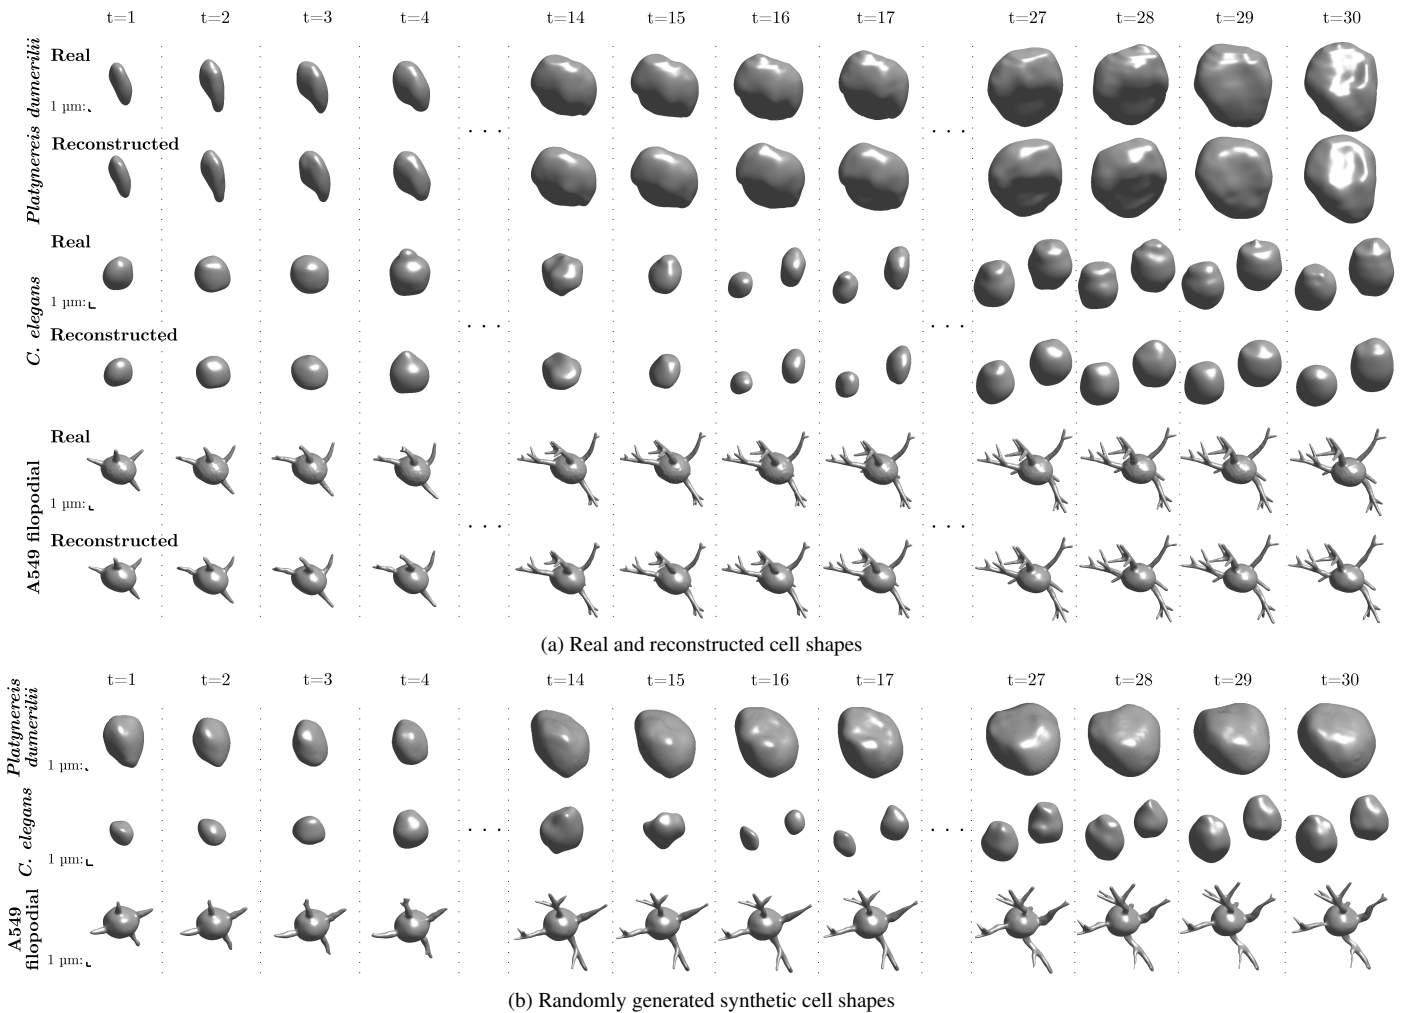 t=1 t=2 t=3 t=4 t=14 t=15 t=16 t=17 t=27 t=28 t=29 t=30
Platynereis dumerilii
Real
1 µm:
. . . . . .
Reconstructed
C. elegans
Real
1 µm:
. . . . . .
Reconstructed
A549 filopodial
Real
1 µm:
. . . . . .
Reconstructed
(a) Real and reconstructed cell shapes
t=1 t=2 t=3 t=4 t=14 t=15 t=16 t=17 t=27 t=28 t=29 t=30
Platynereis
dumerilii
1 µm:
C. elegans
. . . . . .
1 µm:
A549
filopodial
1 µm:
(b) Randomly generated synthetic cell shapes